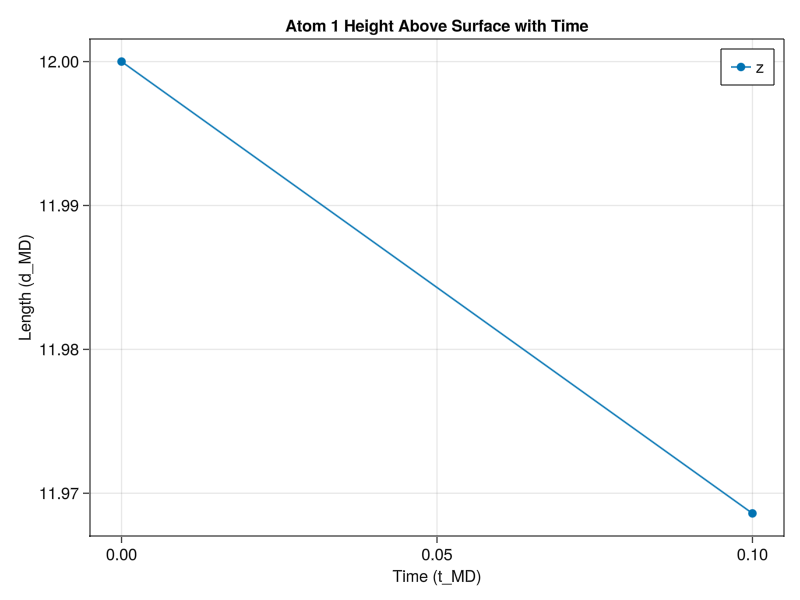 Atom 1 Height Above Surface with Time
z
Length (d_MD)
12.00
11.99
11.98
11.97
0.00
0.05
0.10
Time (t_MD)